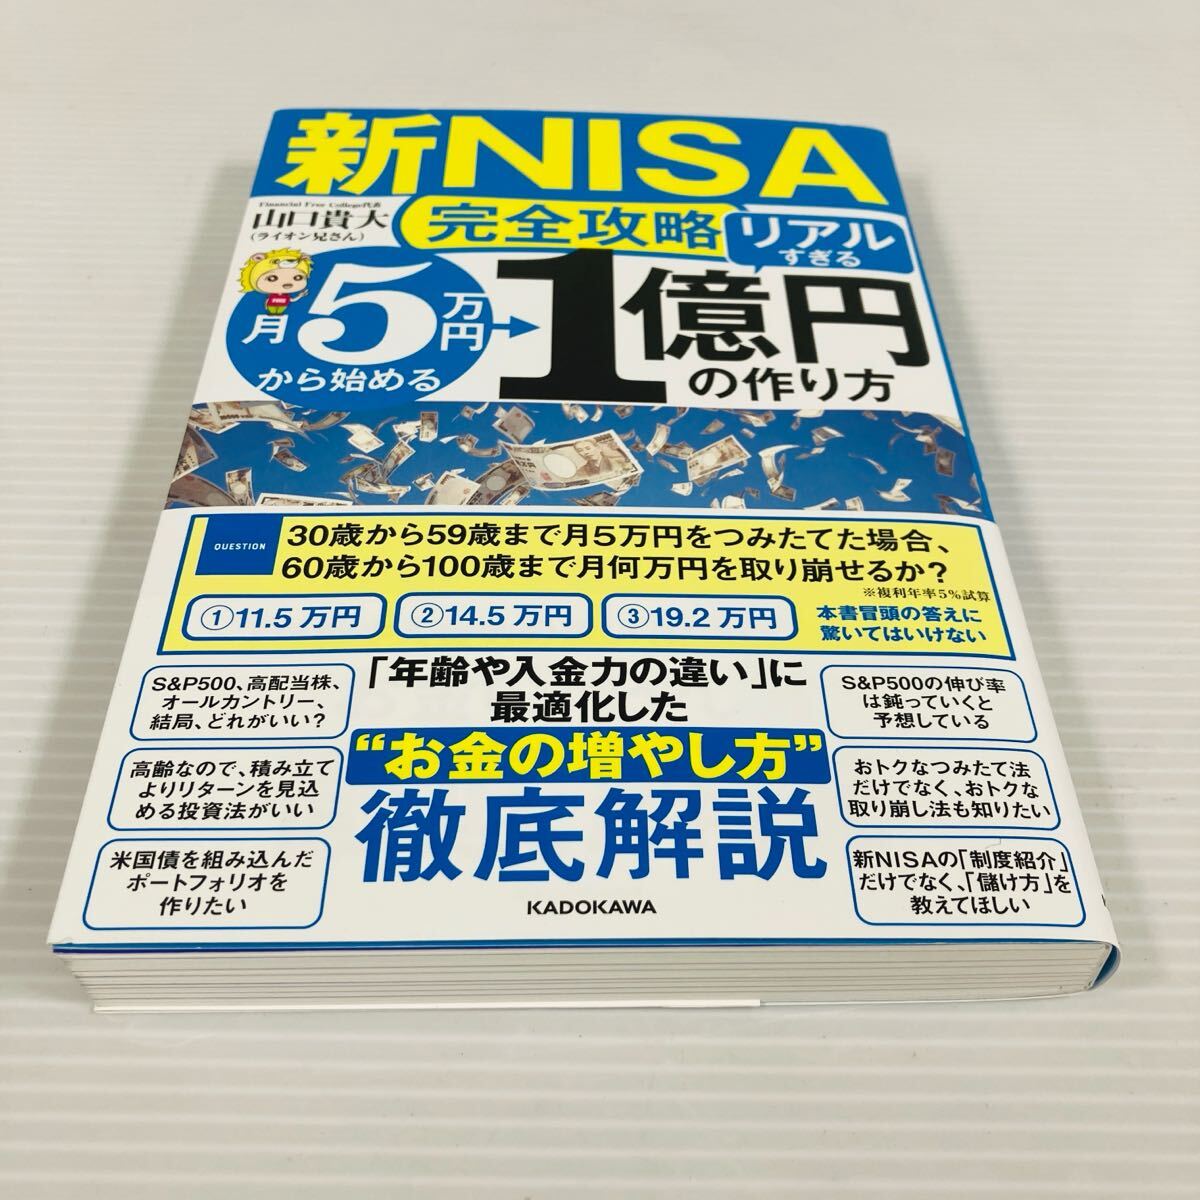 新NISA
Financial Free College代表
山口貴大
(ライオン兄さん)
完全攻略
リアル
すぎる
月5万円
から始める
→
1億円
の作り方
QUESTION
30歳から59歳まで月5万円をつみたてた場合、
60歳から100歳まで月何万円を取り崩せるか?
※複利年率5%試算
①11.5万円
②14.5万円
③19.2万円
本書冒頭の答えに
驚いてはいけない
「年齢や入金力の違い」に
最適化した
“お金の増やし方”
徹底解説
S&P500、高配当株、
オールカントリー、
結局、どれがいい?
高齢なので、積み立て
よりリターンを見込
める投資法がいい
米国債を組み込んだ
ポートフォリオを
作りたい
S&P500の伸び率
は鈍っていくと
予想している
おトクなつみたて法
だけでなく、おトクな
取り崩し法も知りたい
新NISAの「制度紹介」
だけでなく、「儲け方」を
教えてほしい
KADOKAWA